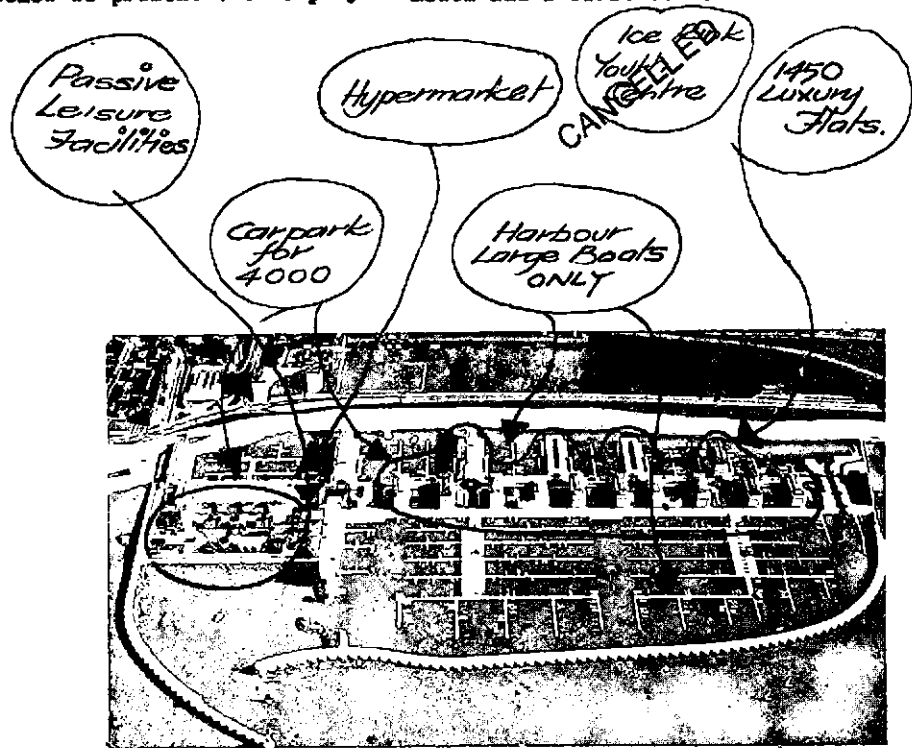 Passive
Leisure
Facilities
Hypermarket
Ice Rink
Youth
Centre
CANCELLED
1450
Luxury
Flats.
Carpark
for
4000
Harbour
Large Boats
ONLY